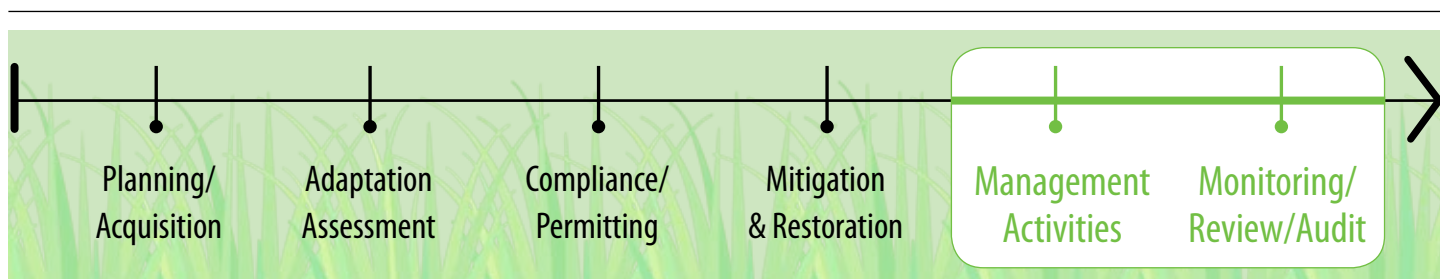 Planning/
Acquisition
Adaptation
Assessment
Compliance/
Permitting
Mitigation
& Restoration
Management
Activities
Monitoring/
Review/Audit